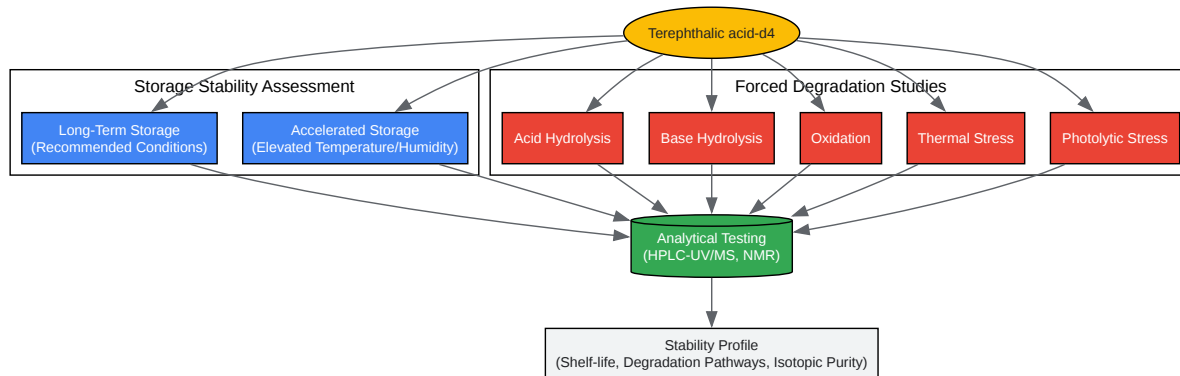 Terephthalic acid-d4
Storage Stability Assessment
Forced Degradation Studies
Long-Term Storage
(Recommended Conditions)
Accelerated Storage
(Elevated Temperature/Humidity)
Acid Hydrolysis
Base Hydrolysis
Oxidation
Thermal Stress
Photolytic Stress
Analytical Testing
(HPLC-UV/MS, NMR)
Stability Profile
(Shelf-life, Degradation Pathways, Isotopic Purity)